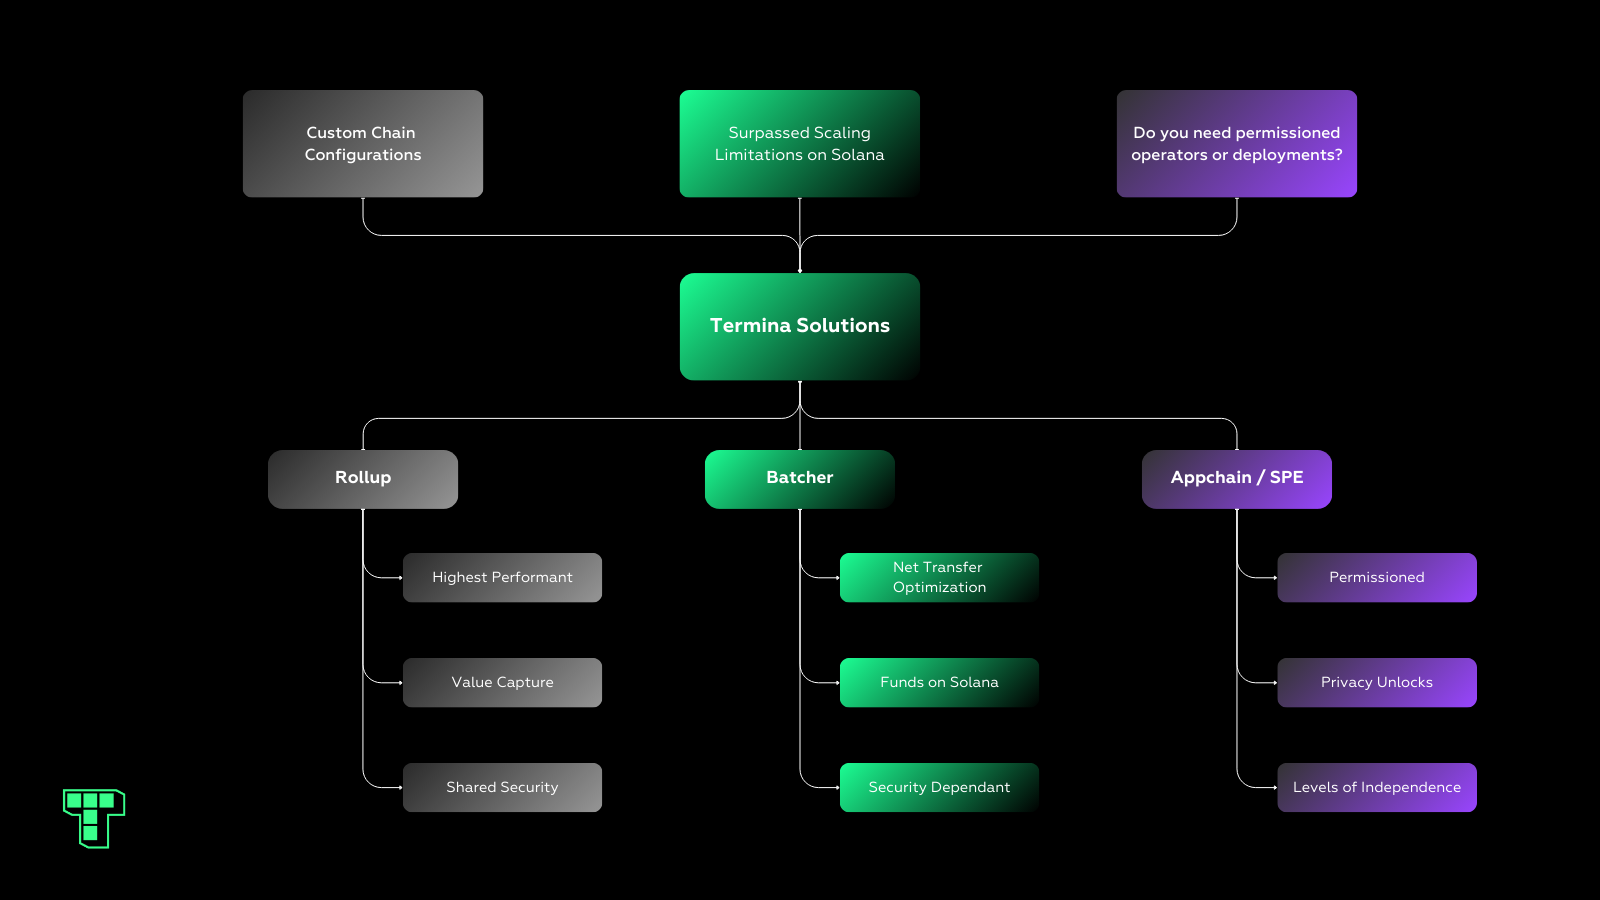 Custom Chain
Configurations
Surpassed Scaling
Limitations on Solana
Do you need permissioned
operators or deployments?
Termina Solutions
Rollup
Batcher
Appchain / SPE
Highest Performant
Net Transfer
Optimization
Permissioned
Value Capture
Funds on Solana
Privacy Unlocks
Shared Security
Security Dependant
Levels of Independence